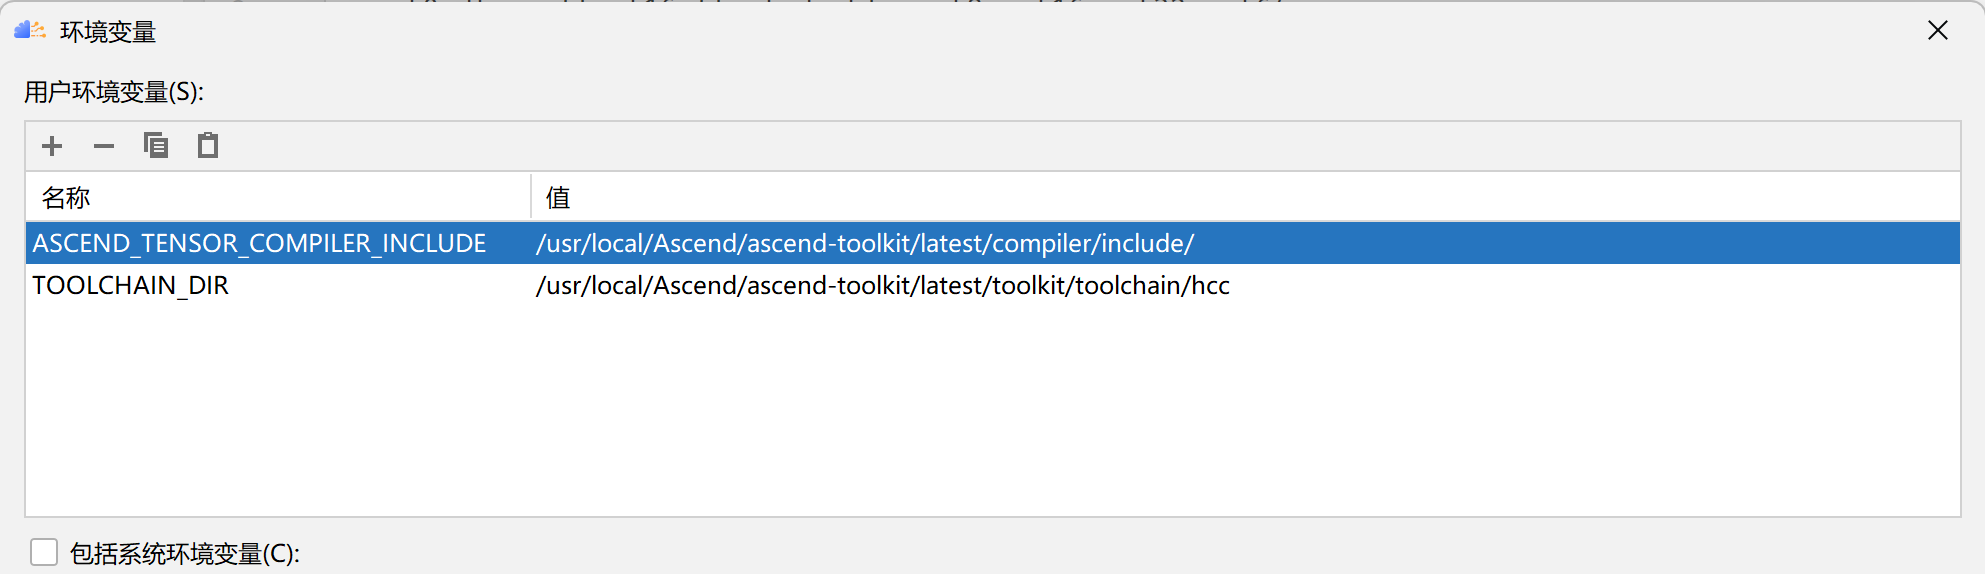 环境变量
用户环境变量(S):
名称 值
ASCEND_TENSOR_COMPILER_INCLUDE /usr/local/Ascend/ascend-toolkit/latest/compiler/include/
TOOLCHAIN_DIR /usr/local/Ascend/ascend-toolkit/latest/toolkit/toolchain/hcc
包括系统环境变量(C):